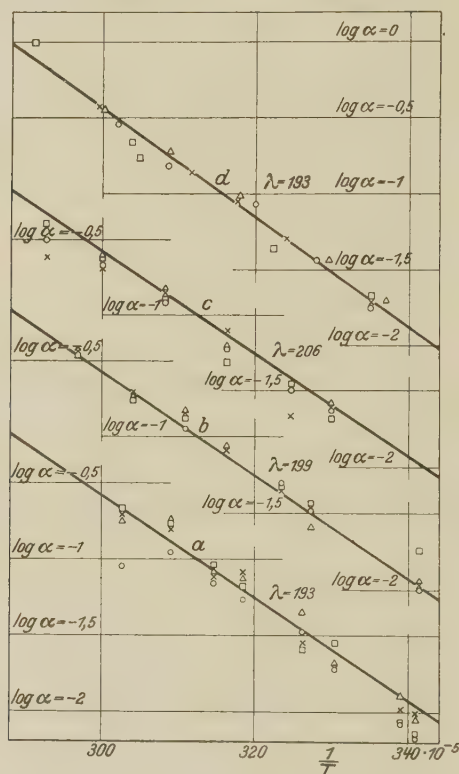 log α=0
log α=-0,5
d λ=193 log α=-1
log α=-0,5 log α=-1,5
log α=-1 c log α=-2
log α=-0,5 λ=206
log α=-1,5
log α=-1 b
log α=-0,5 λ=199 log α=-2
log α=-1,5
log α=-1 a
λ=193 log α=-2
log α=-1,5
log α=-2
300 320 1/T 340·10⁻⁵